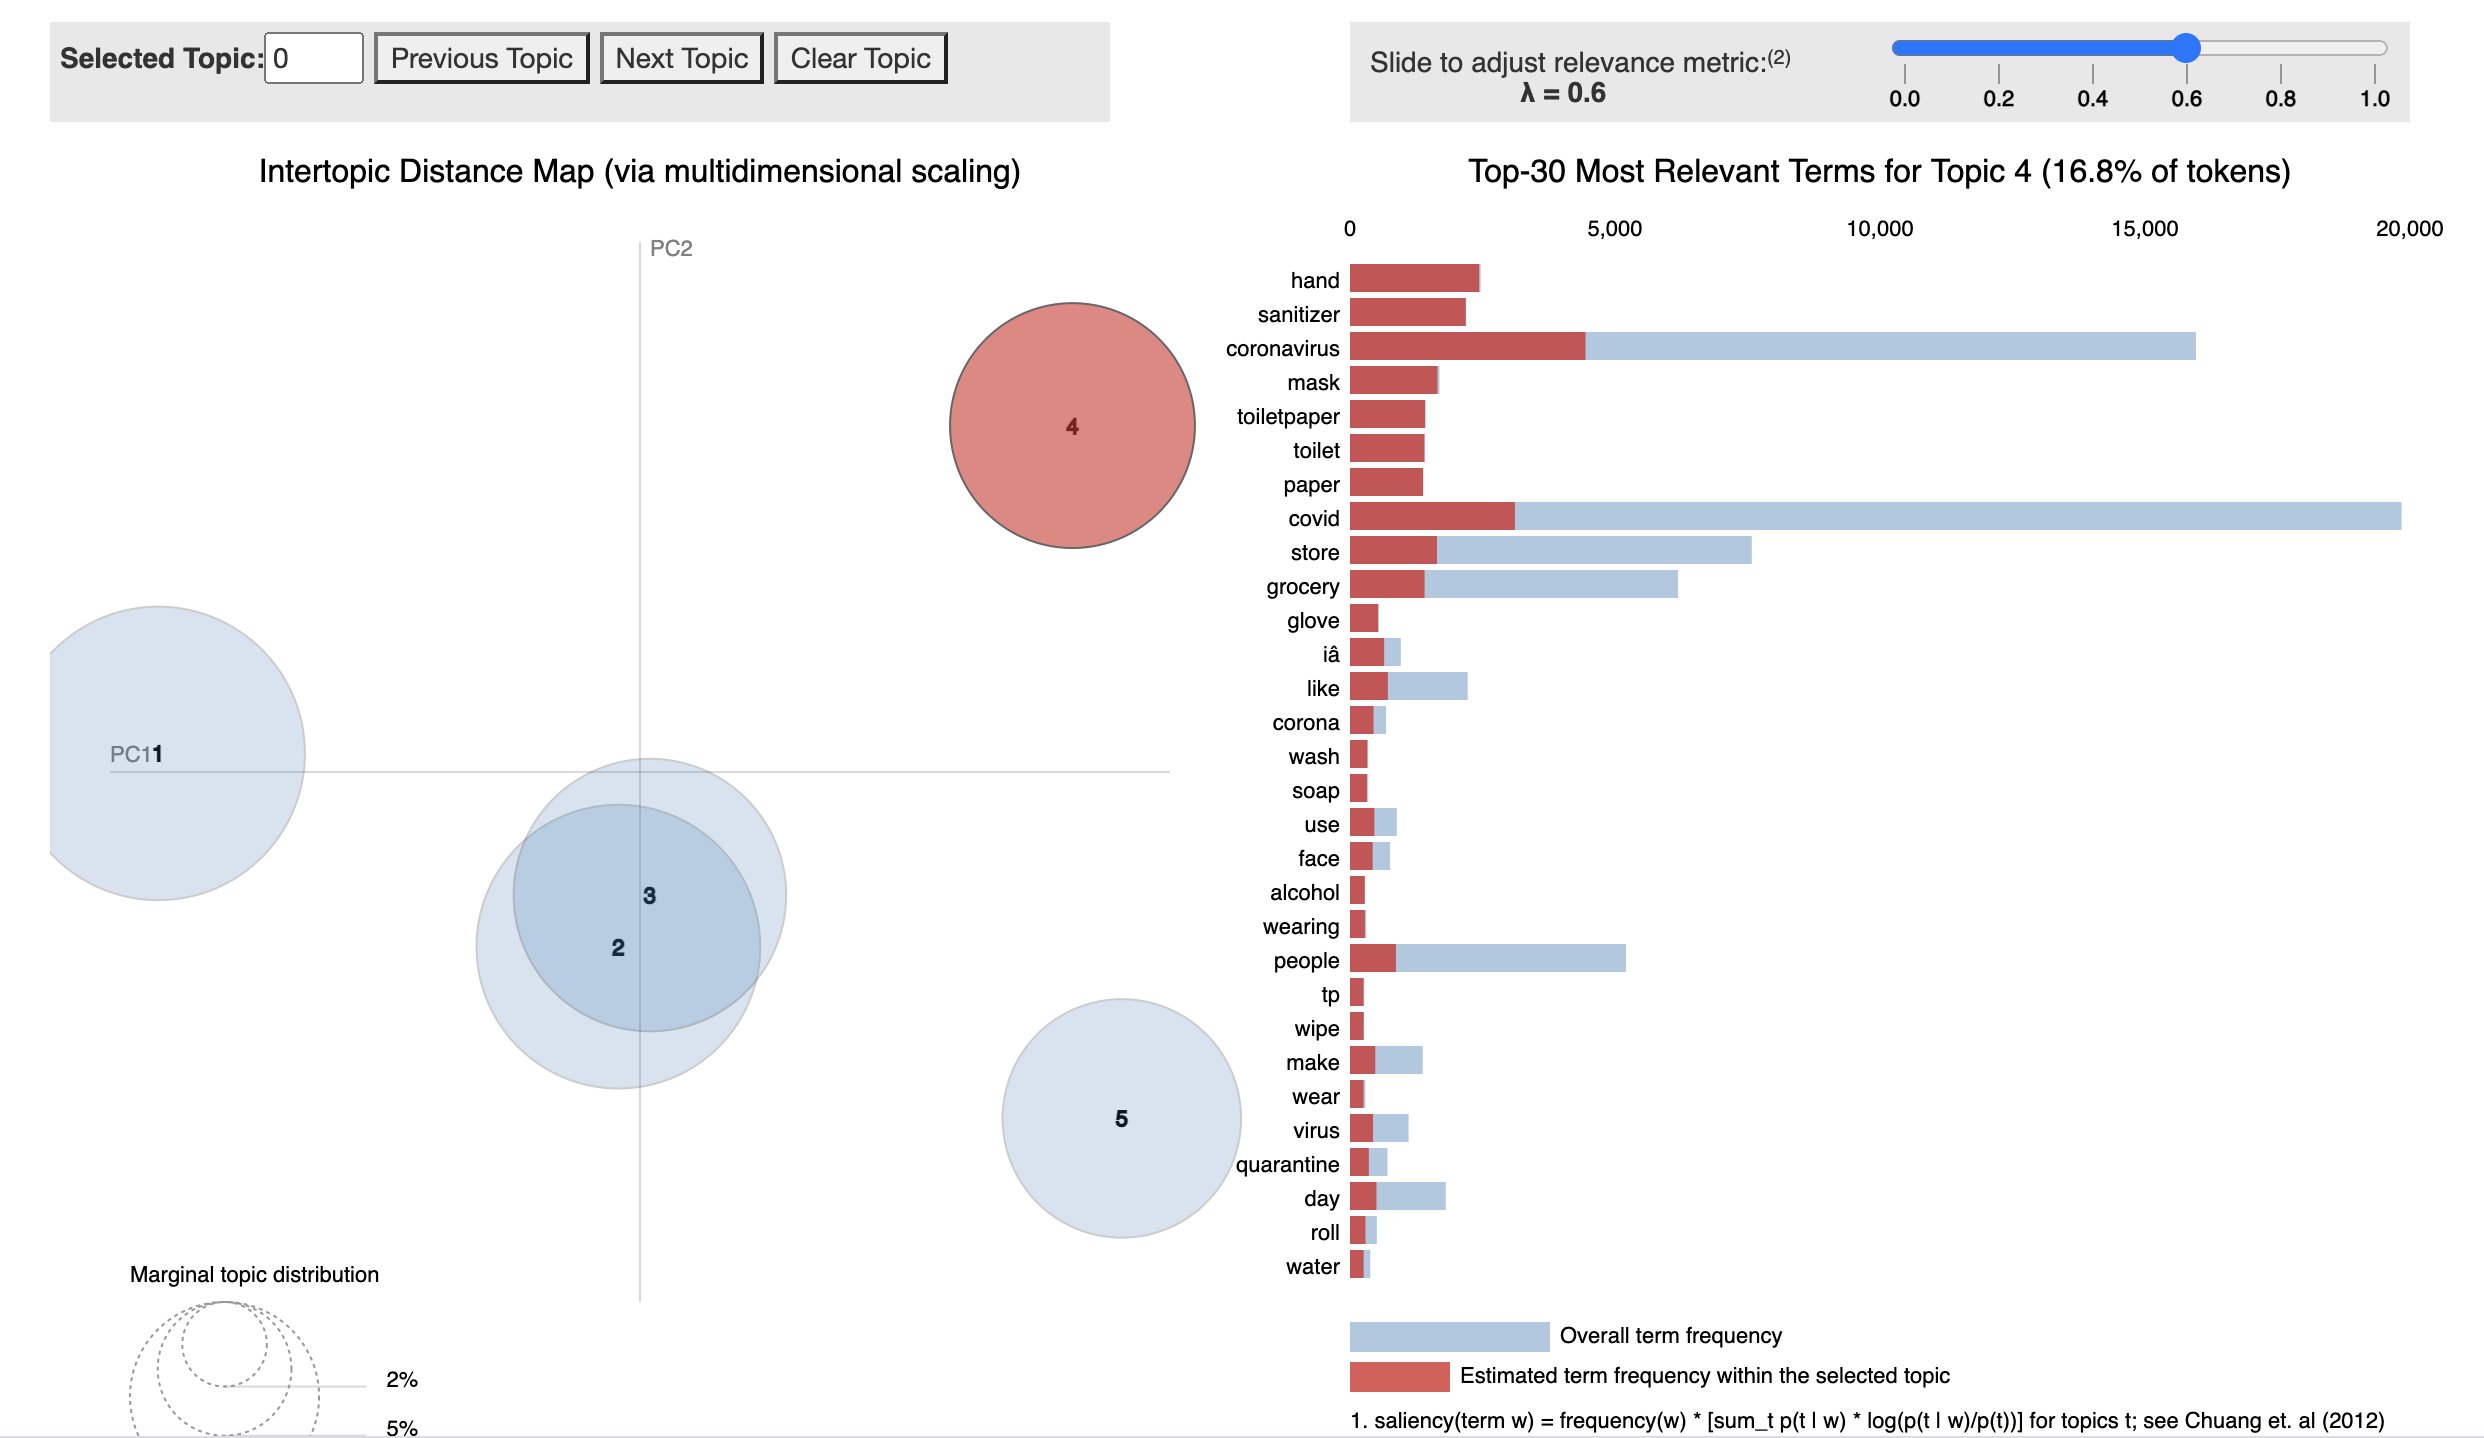 Selected Topic: 0 Previous Topic Next Topic Clear Topic
Slide to adjust relevance metric:(2)
λ = 0.6
0.0 0.2 0.4 0.6 0.8 1.0
Intertopic Distance Map (via multidimensional scaling)
PC2
4
PC1
1
3
2
5
Marginal topic distribution
2%
5%
Top-30 Most Relevant Terms for Topic 4 (16.8% of tokens)
0 5,000 10,000 15,000 20,000
hand
sanitizer
coronavirus
mask
toiletpaper
toilet
paper
covid
store
grocery
glove
iâ
like
corona
wash
soap
use
face
alcohol
wearing
people
tp
wipe
make
wear
virus
quarantine
day
roll
water
Overall term frequency
Estimated term frequency within the selected topic
1. saliency(term w) = frequency(w) * [sum_t p(t | w) * log(p(t | w)/p(t))] for topics t; see Chuang et. al (2012)